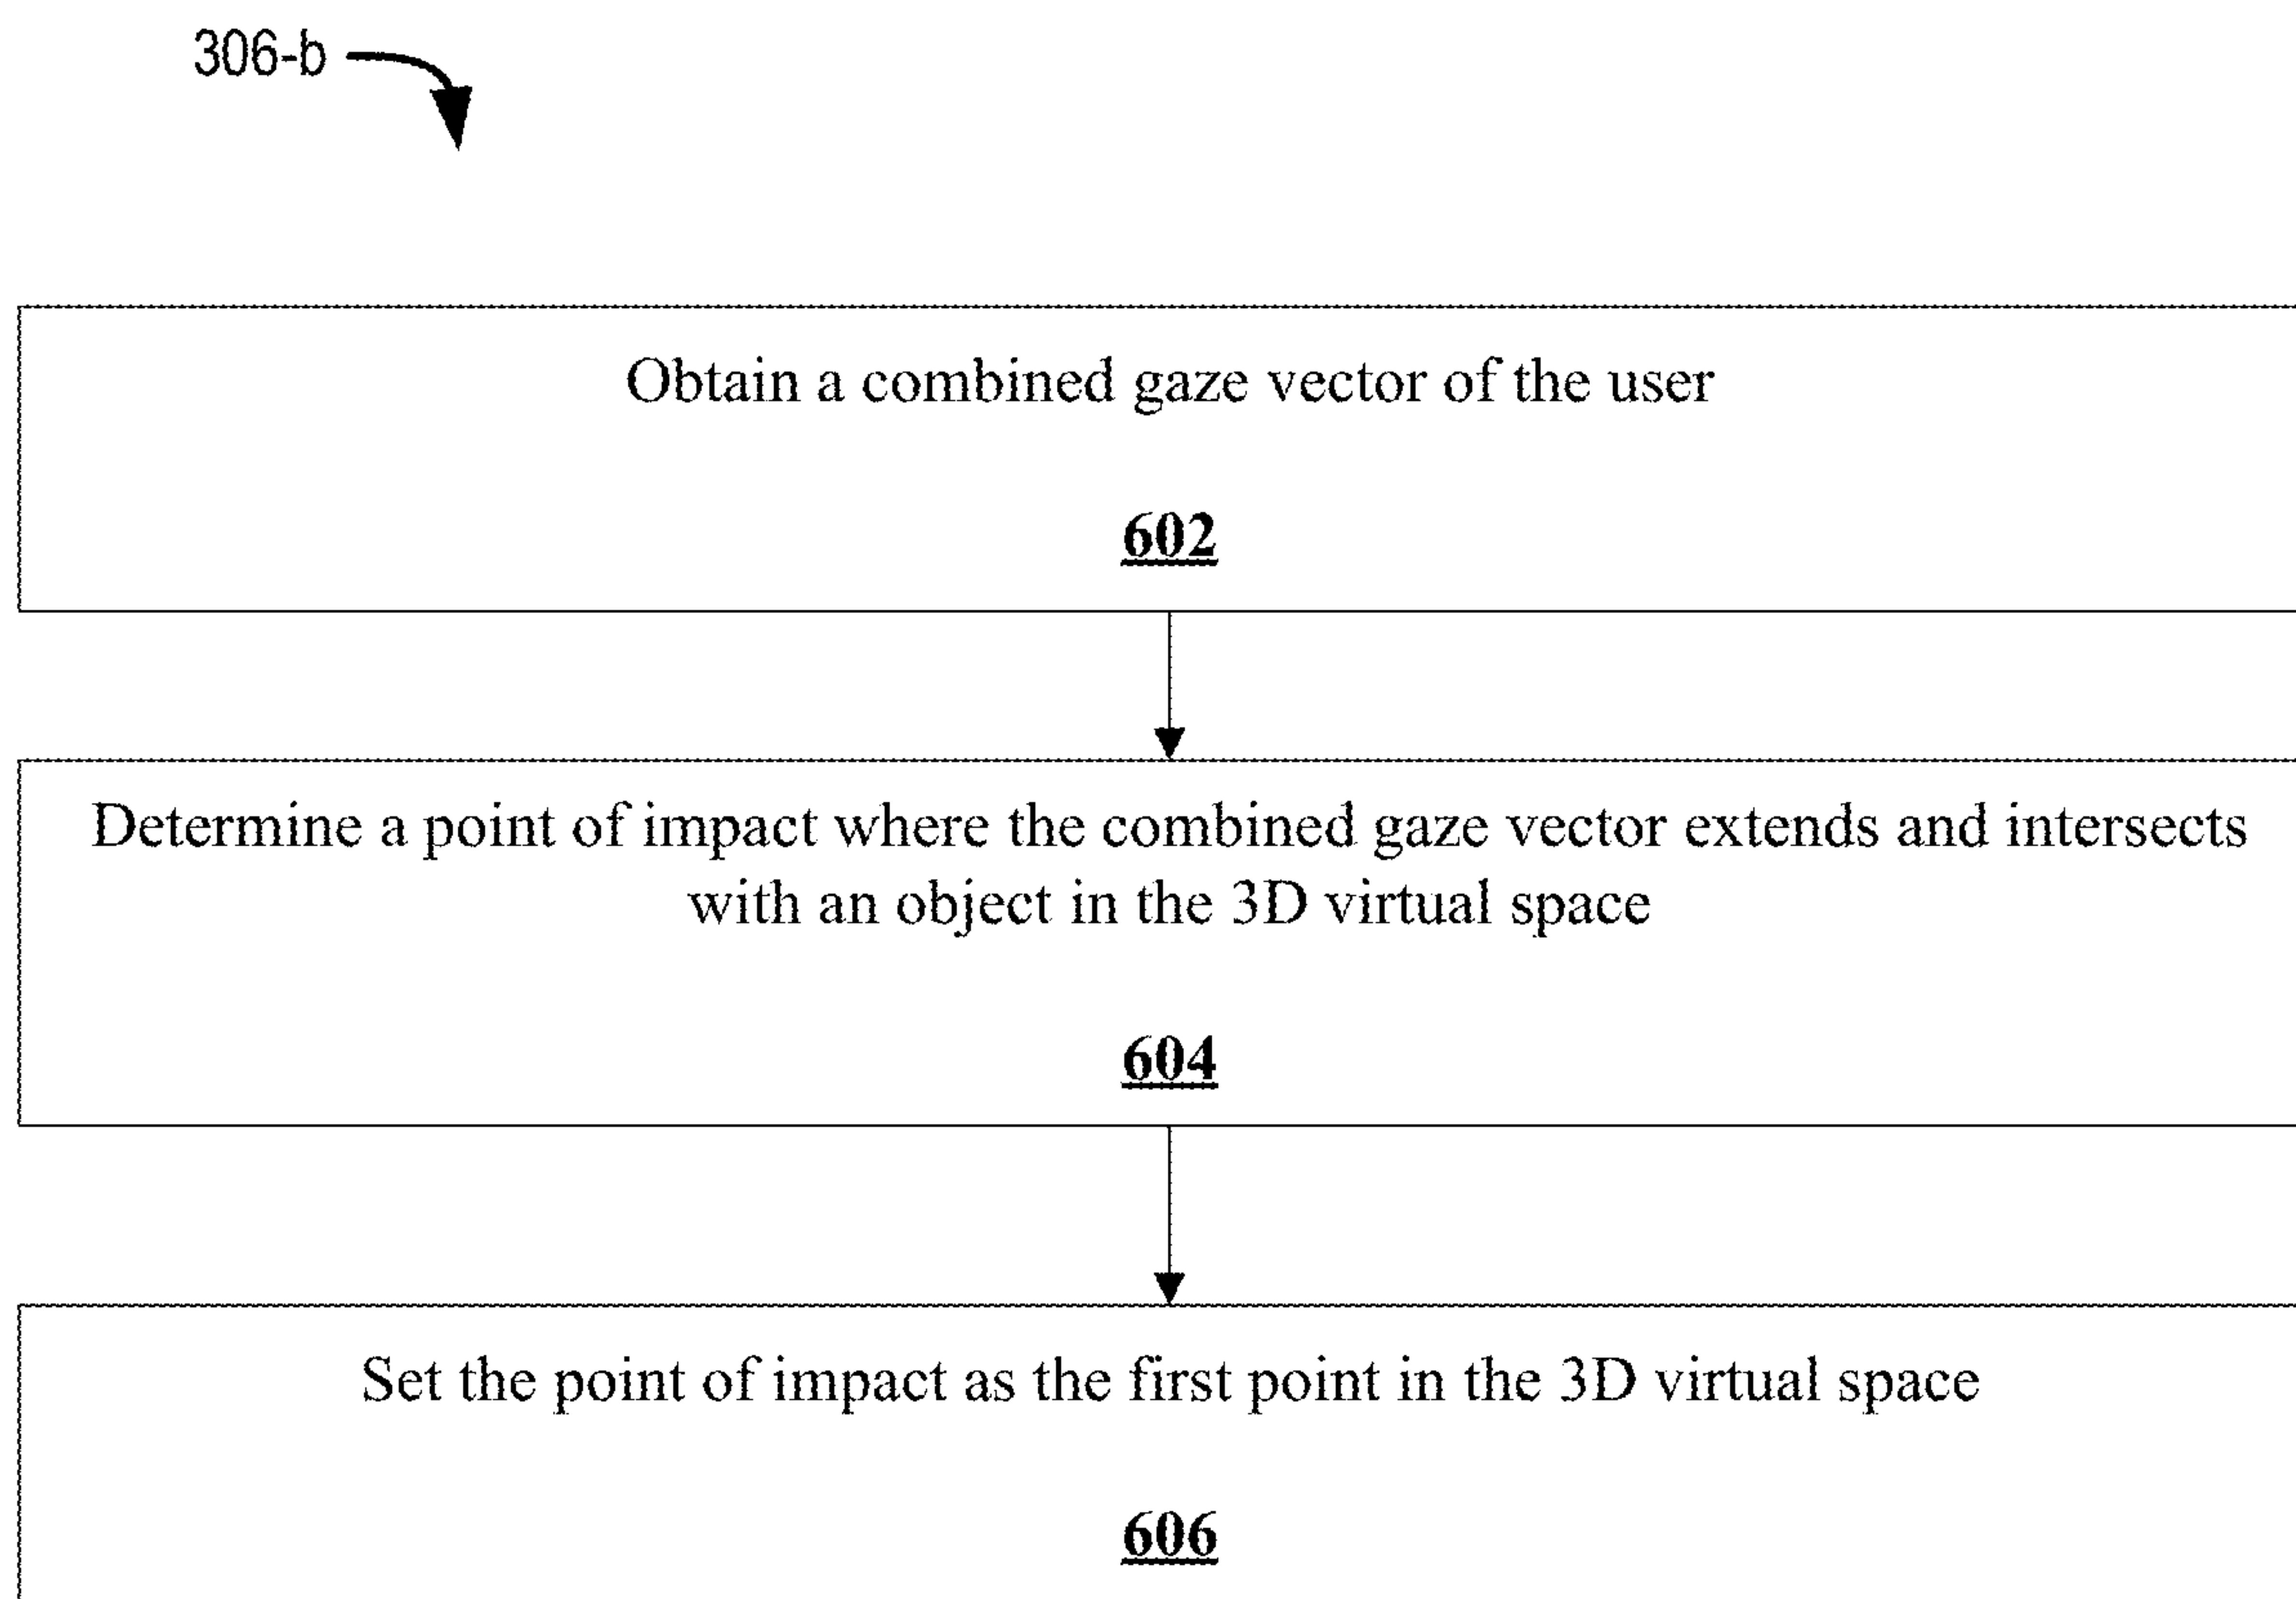 306-b
Obtain a combined gaze vector of the user
602
Determine a point of impact where the combined gaze vector extends and intersects
with an object in the 3D virtual space
604
Set the point of impact as the first point in the 3D virtual space
606